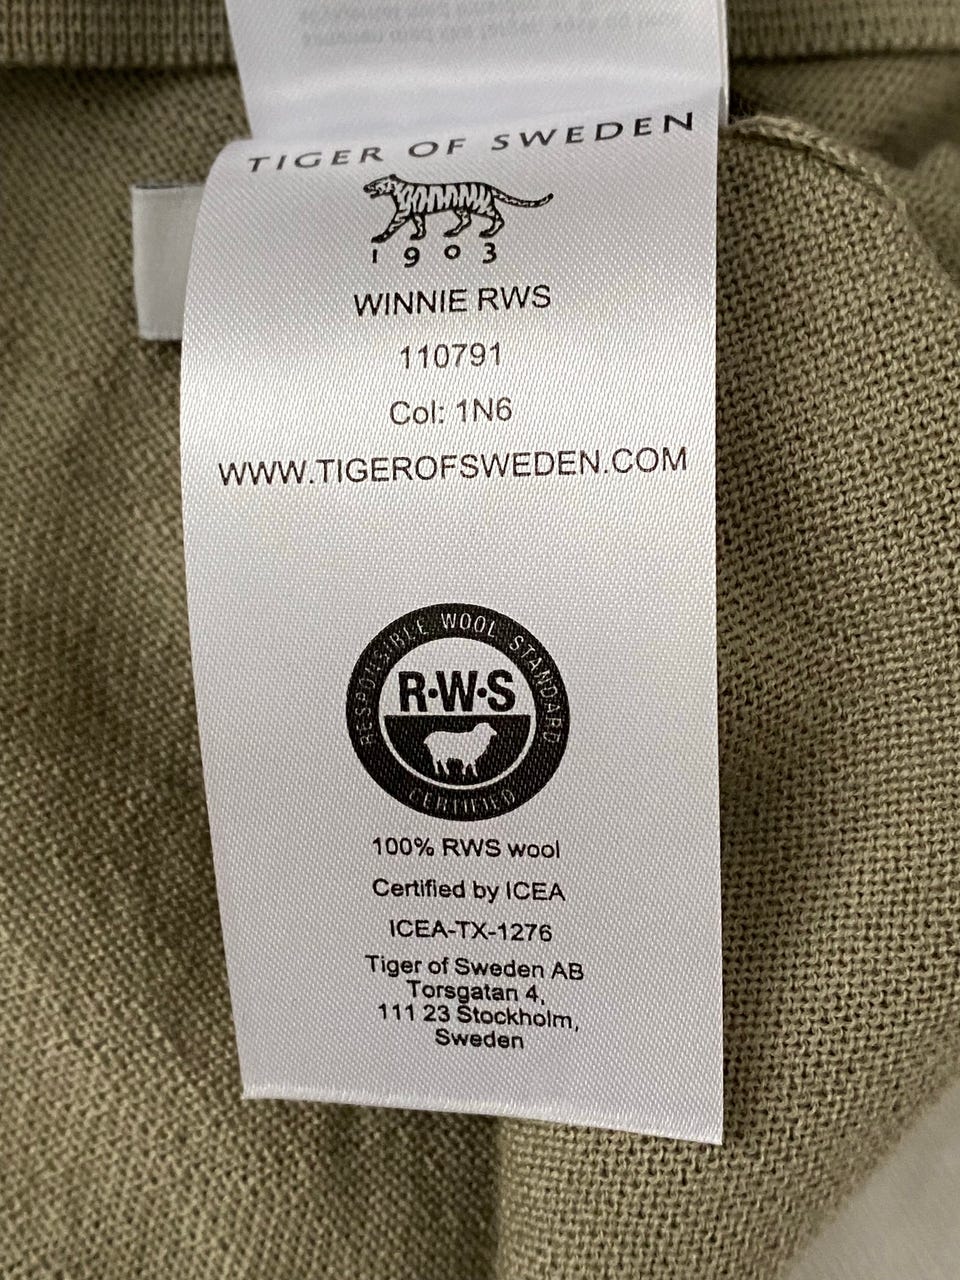 TIGER OF SWEDEN
1903
WINNIE RWS
110791
Col: 1N6
WWW.TIGEROFSWEDEN.COM
RESPONSIBLE WOOL STANDARD
R·W·S
CERTIFIED
100% RWS wool
Certified by ICEA
ICEA-TX-1276
Tiger of Sweden AB
Torsgatan 4,
111 23 Stockholm,
Sweden